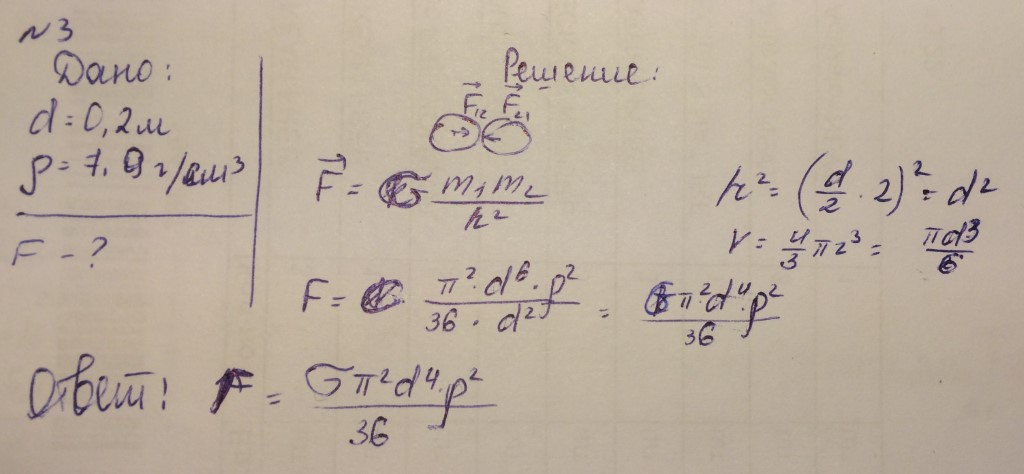 №3
Дано:
d = 0,2м
ρ = 7,9 г/см³
F - ?
Решение:
F₁₂ F₂₁
F = G m₁m₂ / r²
r² = (d/2 · 2)² = d²
V = 4/3 πr³ = πd³/6
F = G · π² · d⁶ · ρ² / 36 · d² = Gπ²d⁴·ρ² / 36
Ответ: F = Gπ²d⁴·ρ² / 36